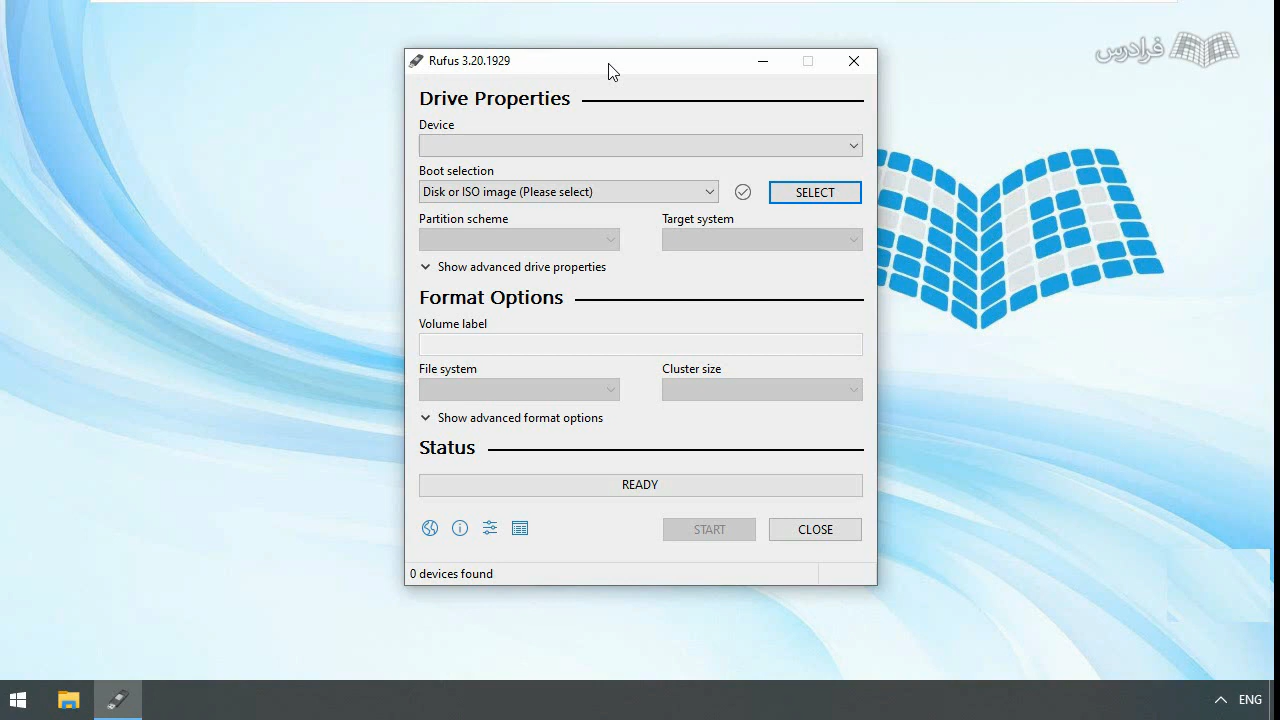 فرادرس
Rufus 3.20.1929
Drive Properties
Device
Boot selection
Disk or ISO image (Please select)
SELECT
Partition scheme
Target system
Show advanced drive properties
Format Options
Volume label
File system
Cluster size
Show advanced format options
Status
READY
START
CLOSE
0 devices found
ENG